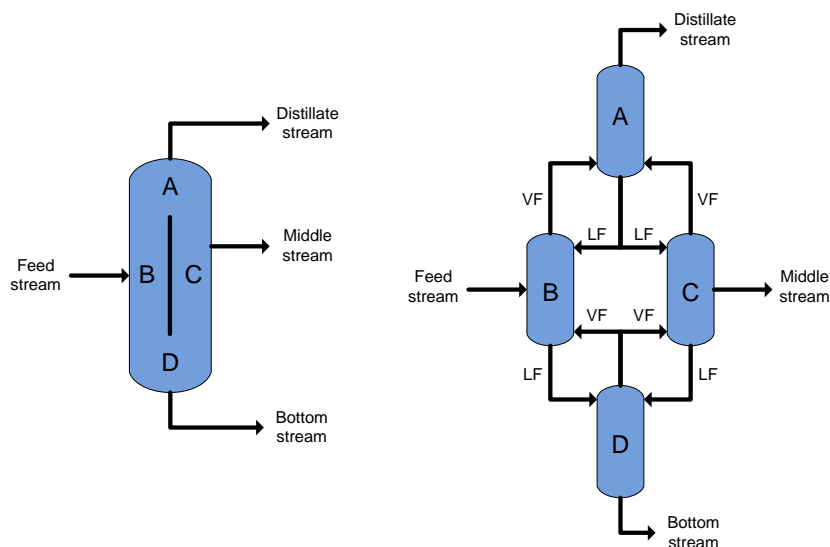 Distillate
stream
A
Feed
stream
B
C
Middle
stream
D
Bottom
stream
Distillate
stream
A
VF
VF
LF
LF
Feed
stream
B
C
Middle
stream
VF
VF
LF
LF
D
Bottom
stream